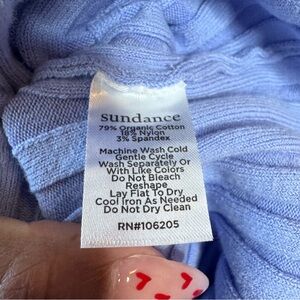 sundance
79% Organic Cotton
18% Nylon
3% Spandex
Machine Wash Cold
Gentle Cycle
Wash Separately Or
With Like Colors
Do Not Bleach
Reshape
Lay Flat To Dry
Cool Iron As Needed
Do Not Dry Clean
RN#106205